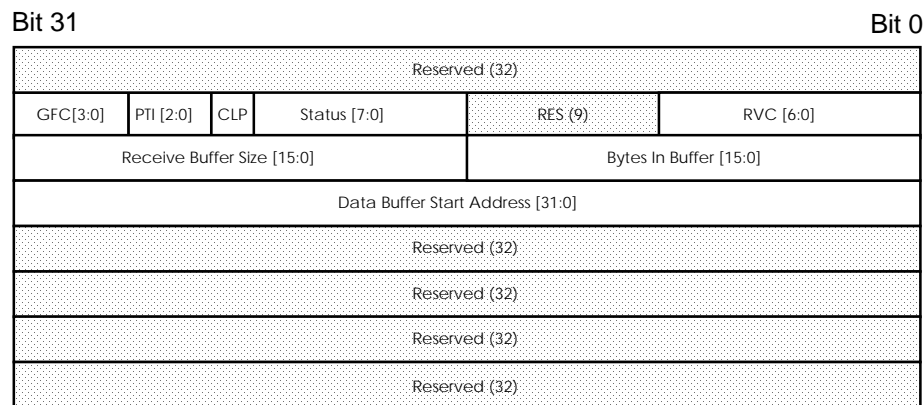 Bit 31 Bit 0
Reserved (32)
GFC[3:0] PTI [2:0] CLP Status [7:0] RES (9) RVC [6:0]
Receive Buffer Size [15:0] Bytes In Buffer [15:0]
Data Buffer Start Address [31:0]
Reserved (32)
Reserved (32)
Reserved (32)
Reserved (32)